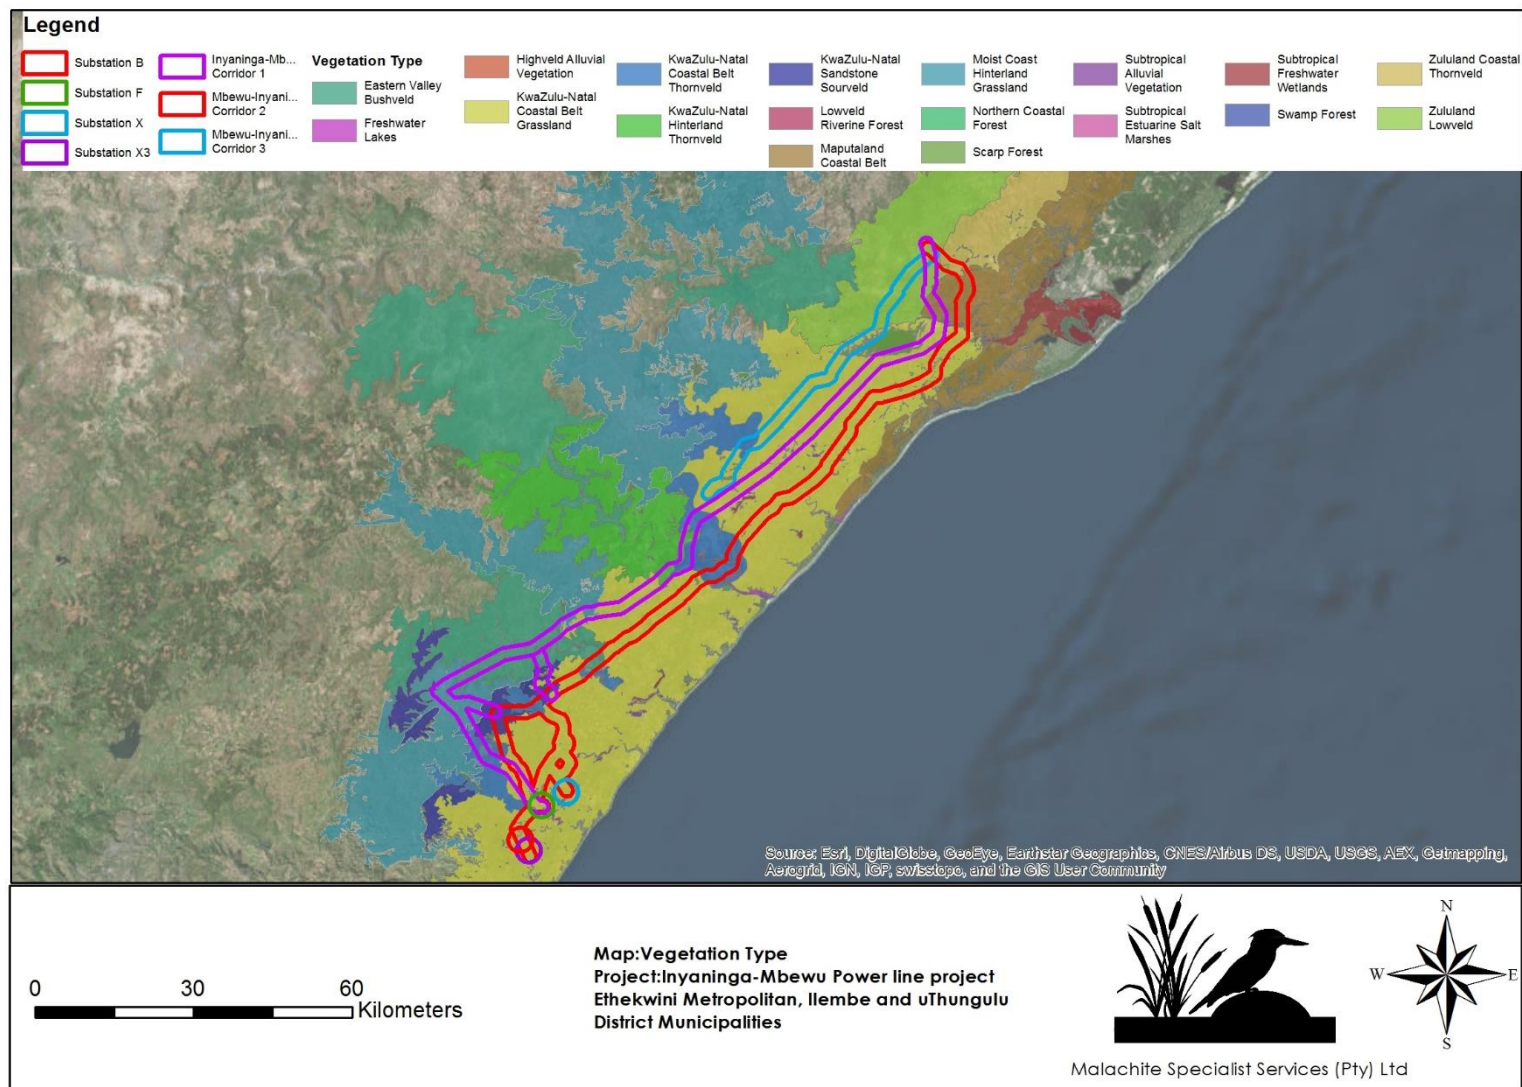 Legend
Substation B
Substation F
Substation X
Substation X3
Inyaninga-Mb...
Corridor 1
Mbewu-Inyani...
Corridor 2
Mbewu-Inyani...
Corridor 3
Vegetation Type
Eastern Valley
Bushveld
Freshwater
Lakes
Highveld Alluvial
Vegetation
KwaZulu-Natal
Coastal Belt
Grassland
KwaZulu-Natal
Coastal Belt
Thornveld
KwaZulu-Natal
Hinterland
Thornveld
KwaZulu-Natal
Sandstone
Sourveld
Lowveld
Riverine Forest
Maputaland
Coastal Belt
Moist Coast
Hinterland
Grassland
Northern Coastal
Forest
Scarp Forest
Subtropical
Alluvial
Vegetation
Subtropical
Estuarine Salt
Marshes
Subtropical
Freshwater
Wetlands
Swamp Forest
Zululand Coastal
Thornveld
Zululand
Lowveld
Source: Esri, DigitalGlobe, GeoEye, Earthstar Geographics, CNES/Airbus DS, USDA, USGS, AEX, Getmapping,
Aerogrid, IGN, IGP, swisstopo, and the GIS User Community
0 30 60
Kilometers
Map:Vegetation Type
Project:Inyaninga-Mbewu Power line project
Ethekwini Metropolitan, Ilembe and uThungulu
District Municipalities
Malachite Specialist Services (Pty) Ltd
N
W E
S